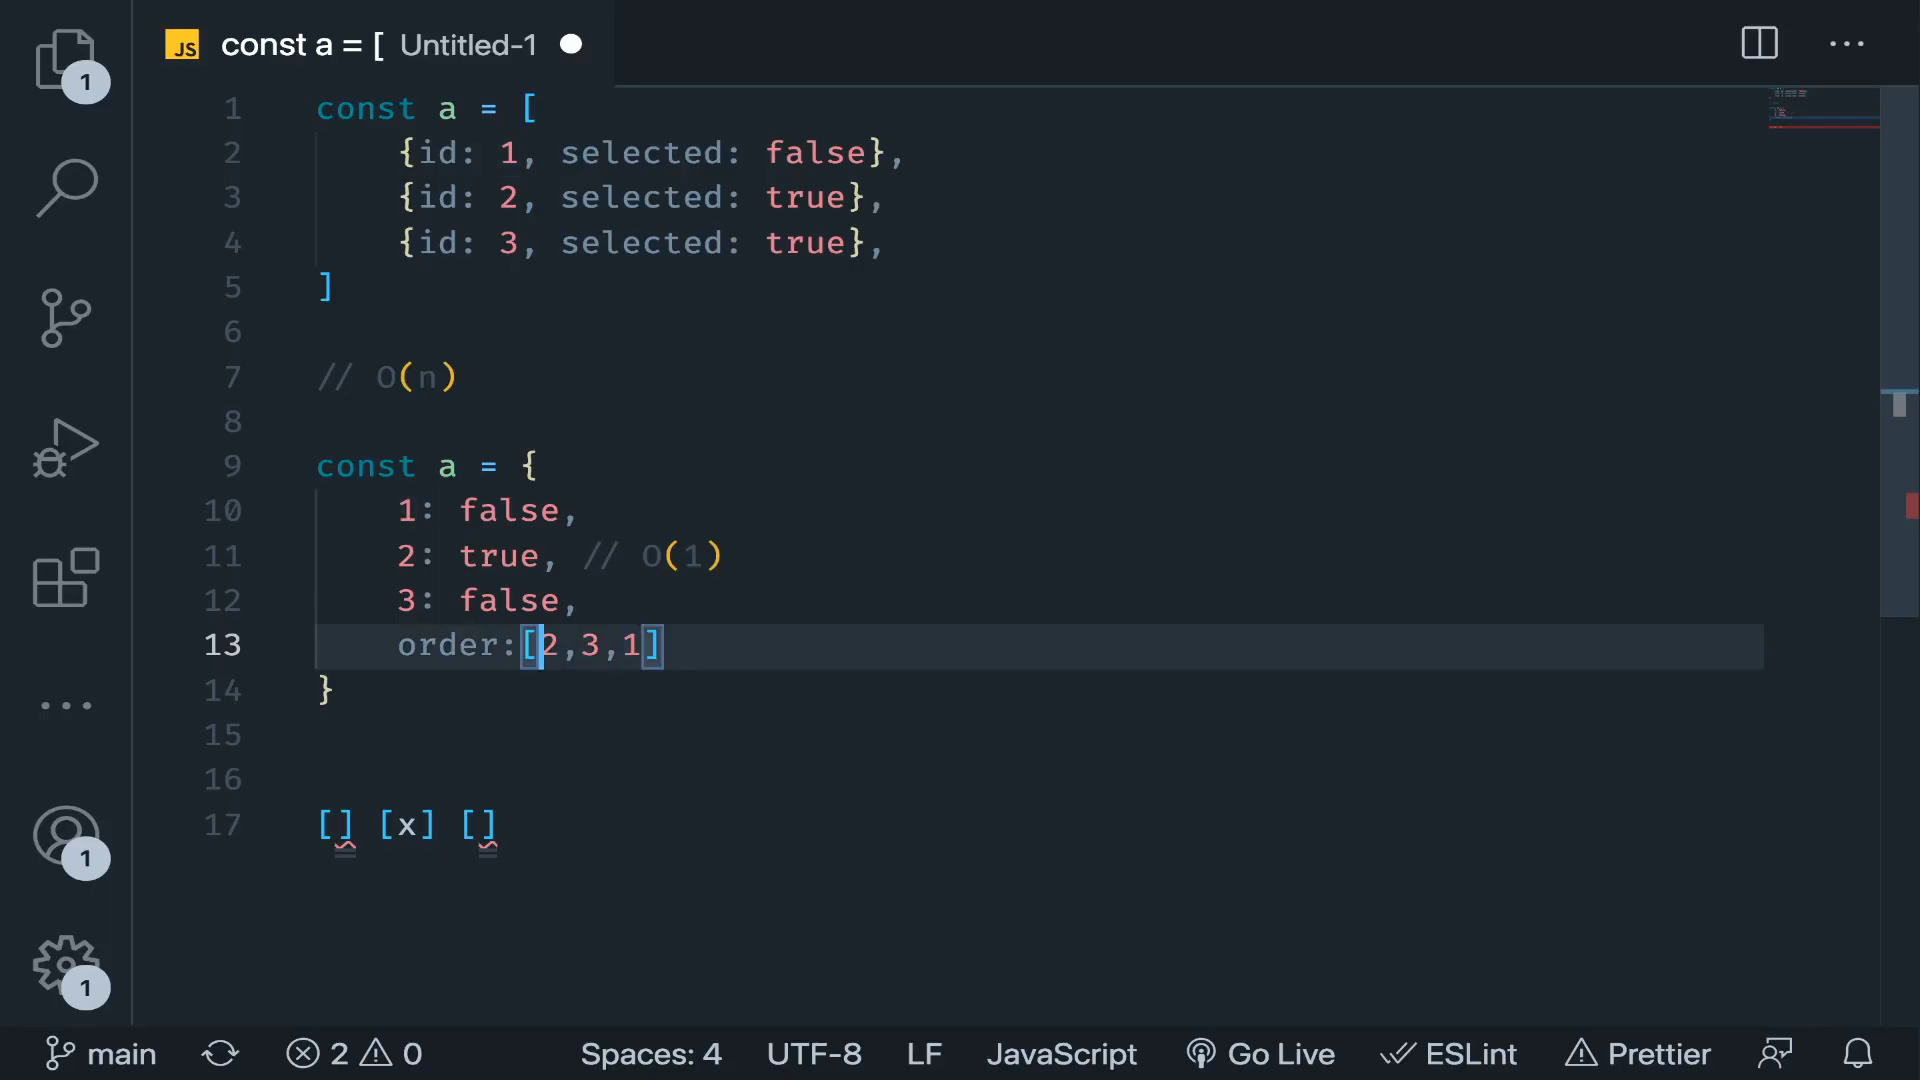 JS const a = [ Untitled-1
1 const a = [
2 {id: 1, selected: false},
3 {id: 2, selected: true},
4 {id: 3, selected: true},
5 ]
6
7 // O(n)
8
9 const a = {
10 1: false,
11 2: true, // O(1)
12 3: false,
13 order:[2,3,1]
14 }
15
16
17 [] [x] []
1
1
1
main 2 0 Spaces: 4 UTF-8 LF JavaScript Go Live ESLint Prettier